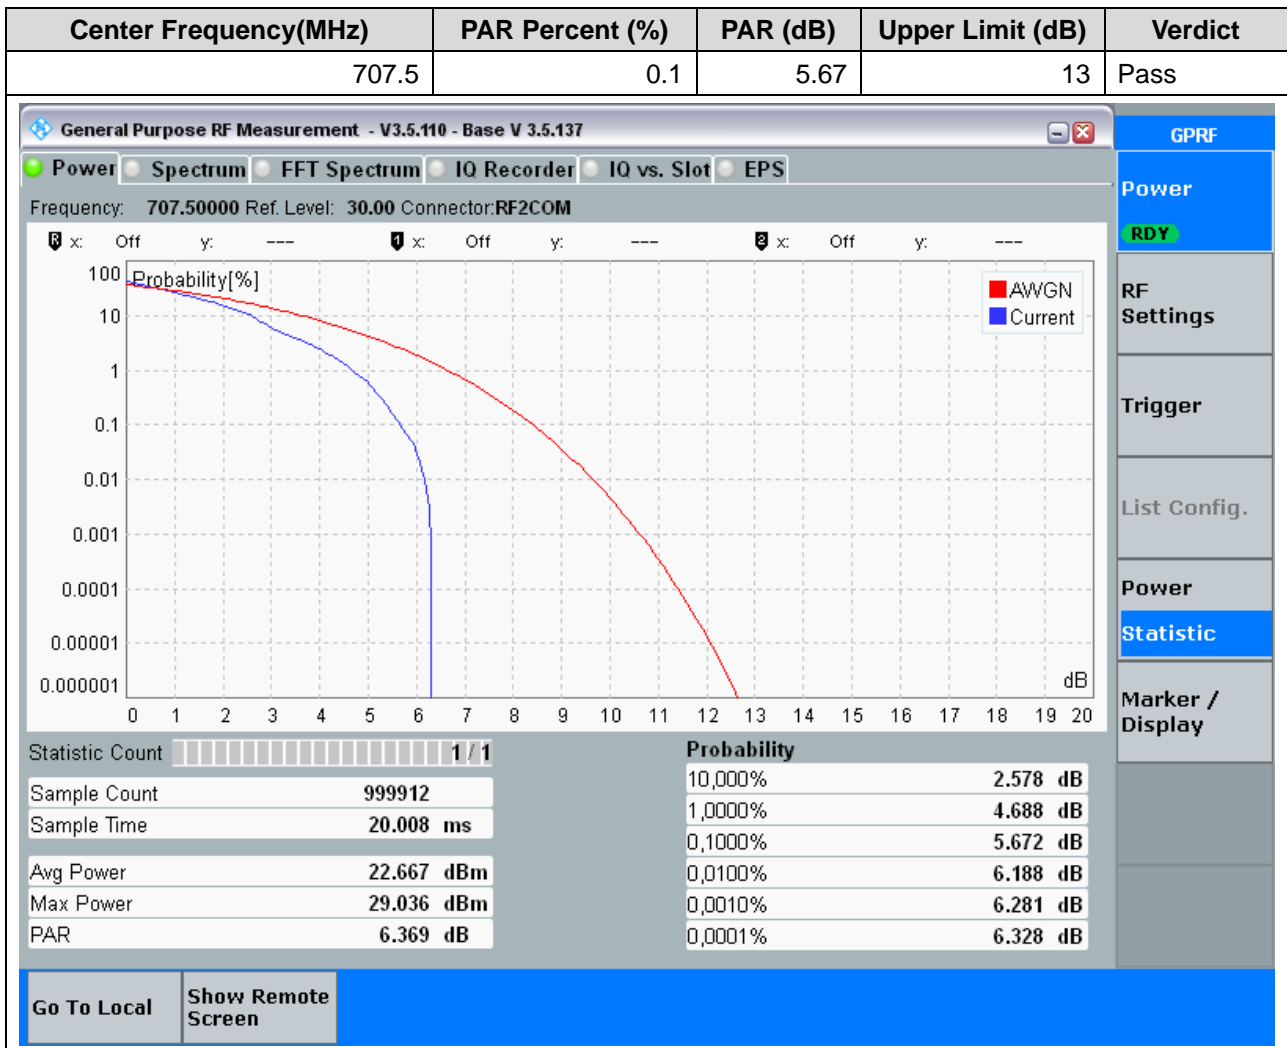 Center Frequency(MHz) PAR Percent (%) PAR (dB) Upper Limit (dB) Verdict
707.5 0.1 5.67 13 Pass
General Purpose RF Measurement - V3.5.110 - Base V 3.5.137
GPRF
Power Spectrum FFT Spectrum IQ Recorder IQ vs. Slot EPS
Frequency: 707.50000 Ref. Level: 30.00 Connector:RF2COM
R x: Off y: --- 1 x: Off y: --- 2 x: Off y: ---
Probability[%]
AWGN
Current
100
10
1
0.1
0.01
0.001
0.0001
0.00001
0.000001
dB
0 1 2 3 4 5 6 7 8 9 10 11 12 13 14 15 16 17 18 19 20
Statistic Count 1 / 1
Sample Count 999912
Sample Time 20.008 ms
Avg Power 22.667 dBm
Max Power 29.036 dBm
PAR 6.369 dB
Probability
10,000% 2.578 dB
1,0000% 4.688 dB
0,1000% 5.672 dB
0,0100% 6.188 dB
0,0010% 6.281 dB
0,0001% 6.328 dB
Power
RDY
RF
Settings
Trigger
List Config.
Power
Statistic
Marker /
Display
Go To Local
Show Remote
Screen